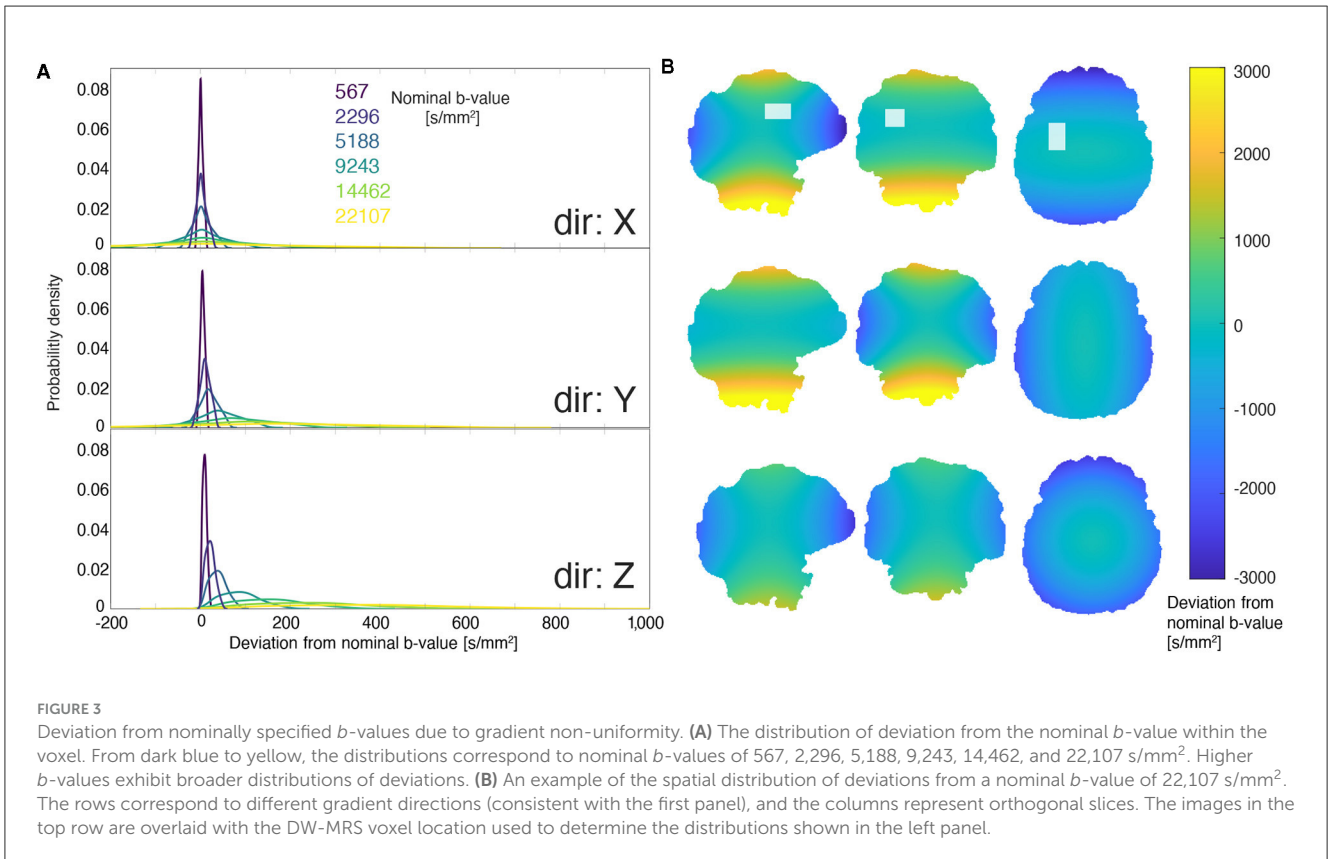 A
0.08
0.06
0.04
0.02
0
567
2296
5188
9243
14462
22107
Nominal b-value
[s/mm²]
dir: X
0.08
0.06
0.04
0.02
0
dir: Y
0.08
0.06
0.04
0.02
0
dir: Z
Probabilitly density
-200
0
200
400
600
800
1,000
Deviation from nominal b-value [s/mm²]
B
3000
2000
1000
0
-1000
-2000
-3000
Deviation from
nominal b-value
[s/mm²]
FIGURE 3
Deviation from nominally specified b-values due to gradient non-uniformity. (A) The distribution of deviation from the nominal b-value within the
voxel. From dark blue to yellow, the distributions correspond to nominal b-values of 567, 2,296, 5,188, 9,243, 14,462, and 22,107 s/mm². Higher
b-values exhibit broader distributions of deviations. (B) An example of the spatial distribution of deviations from a nominal b-value of 22,107 s/mm².
The rows correspond to different gradient directions (consistent with the first panel), and the columns represent orthogonal slices. The images in the
top row are overlaid with the DW-MRS voxel location used to determine the distributions shown in the left panel.